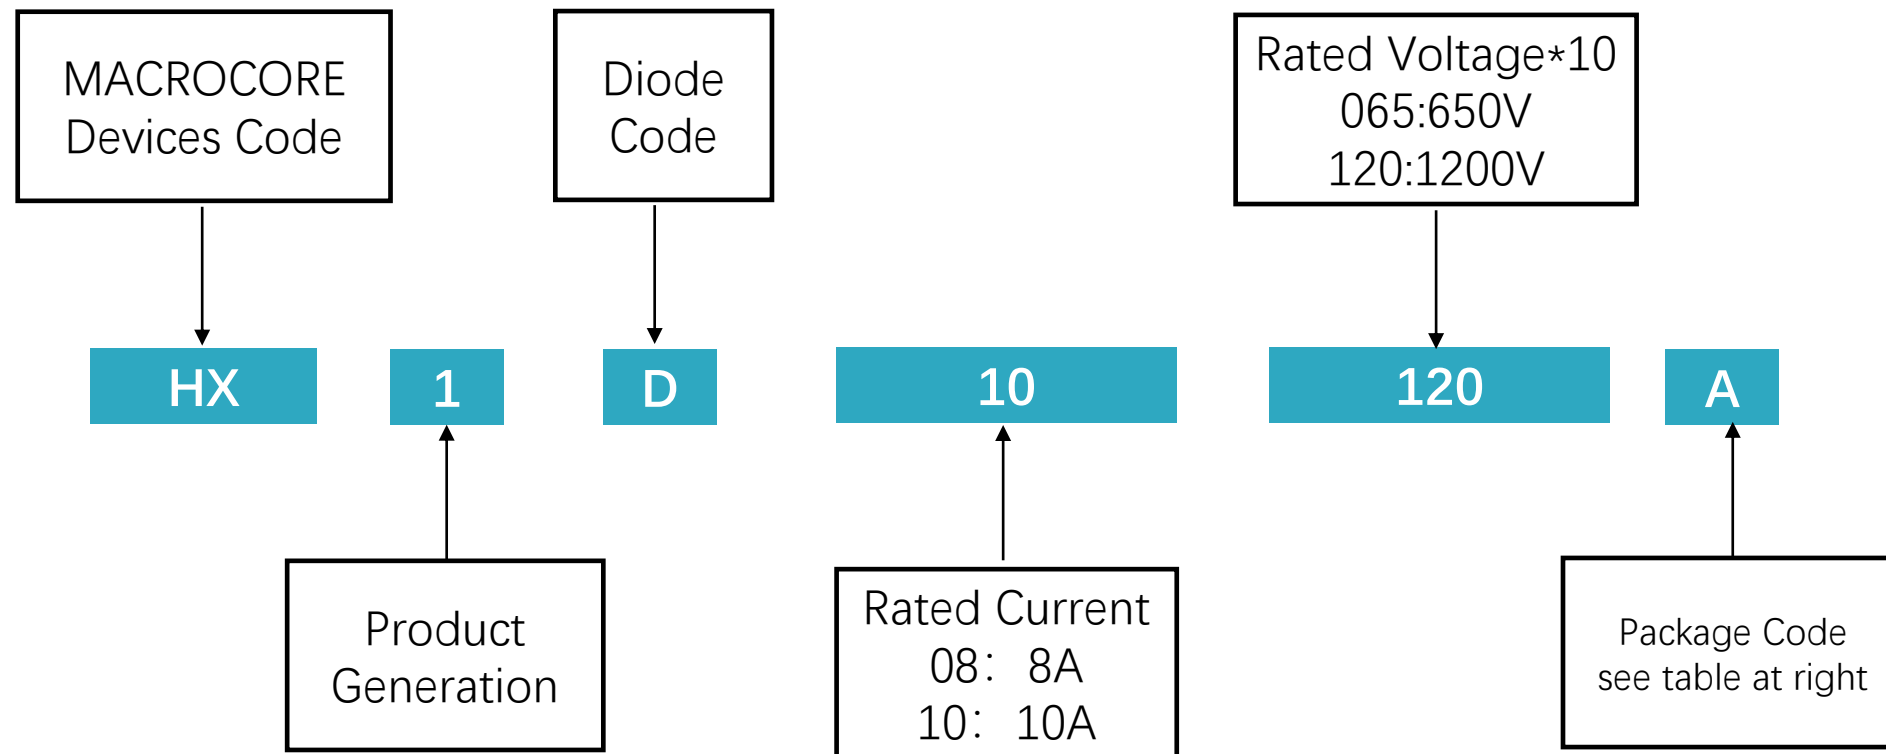 MACROCORE
Devices Code
Diode
Code
Rated Voltage*10
065:650V
120:1200V
HX
1
D
10
120
A
Product
Generation
Rated Current
08： 8A
10： 10A
Package Code
see table at right